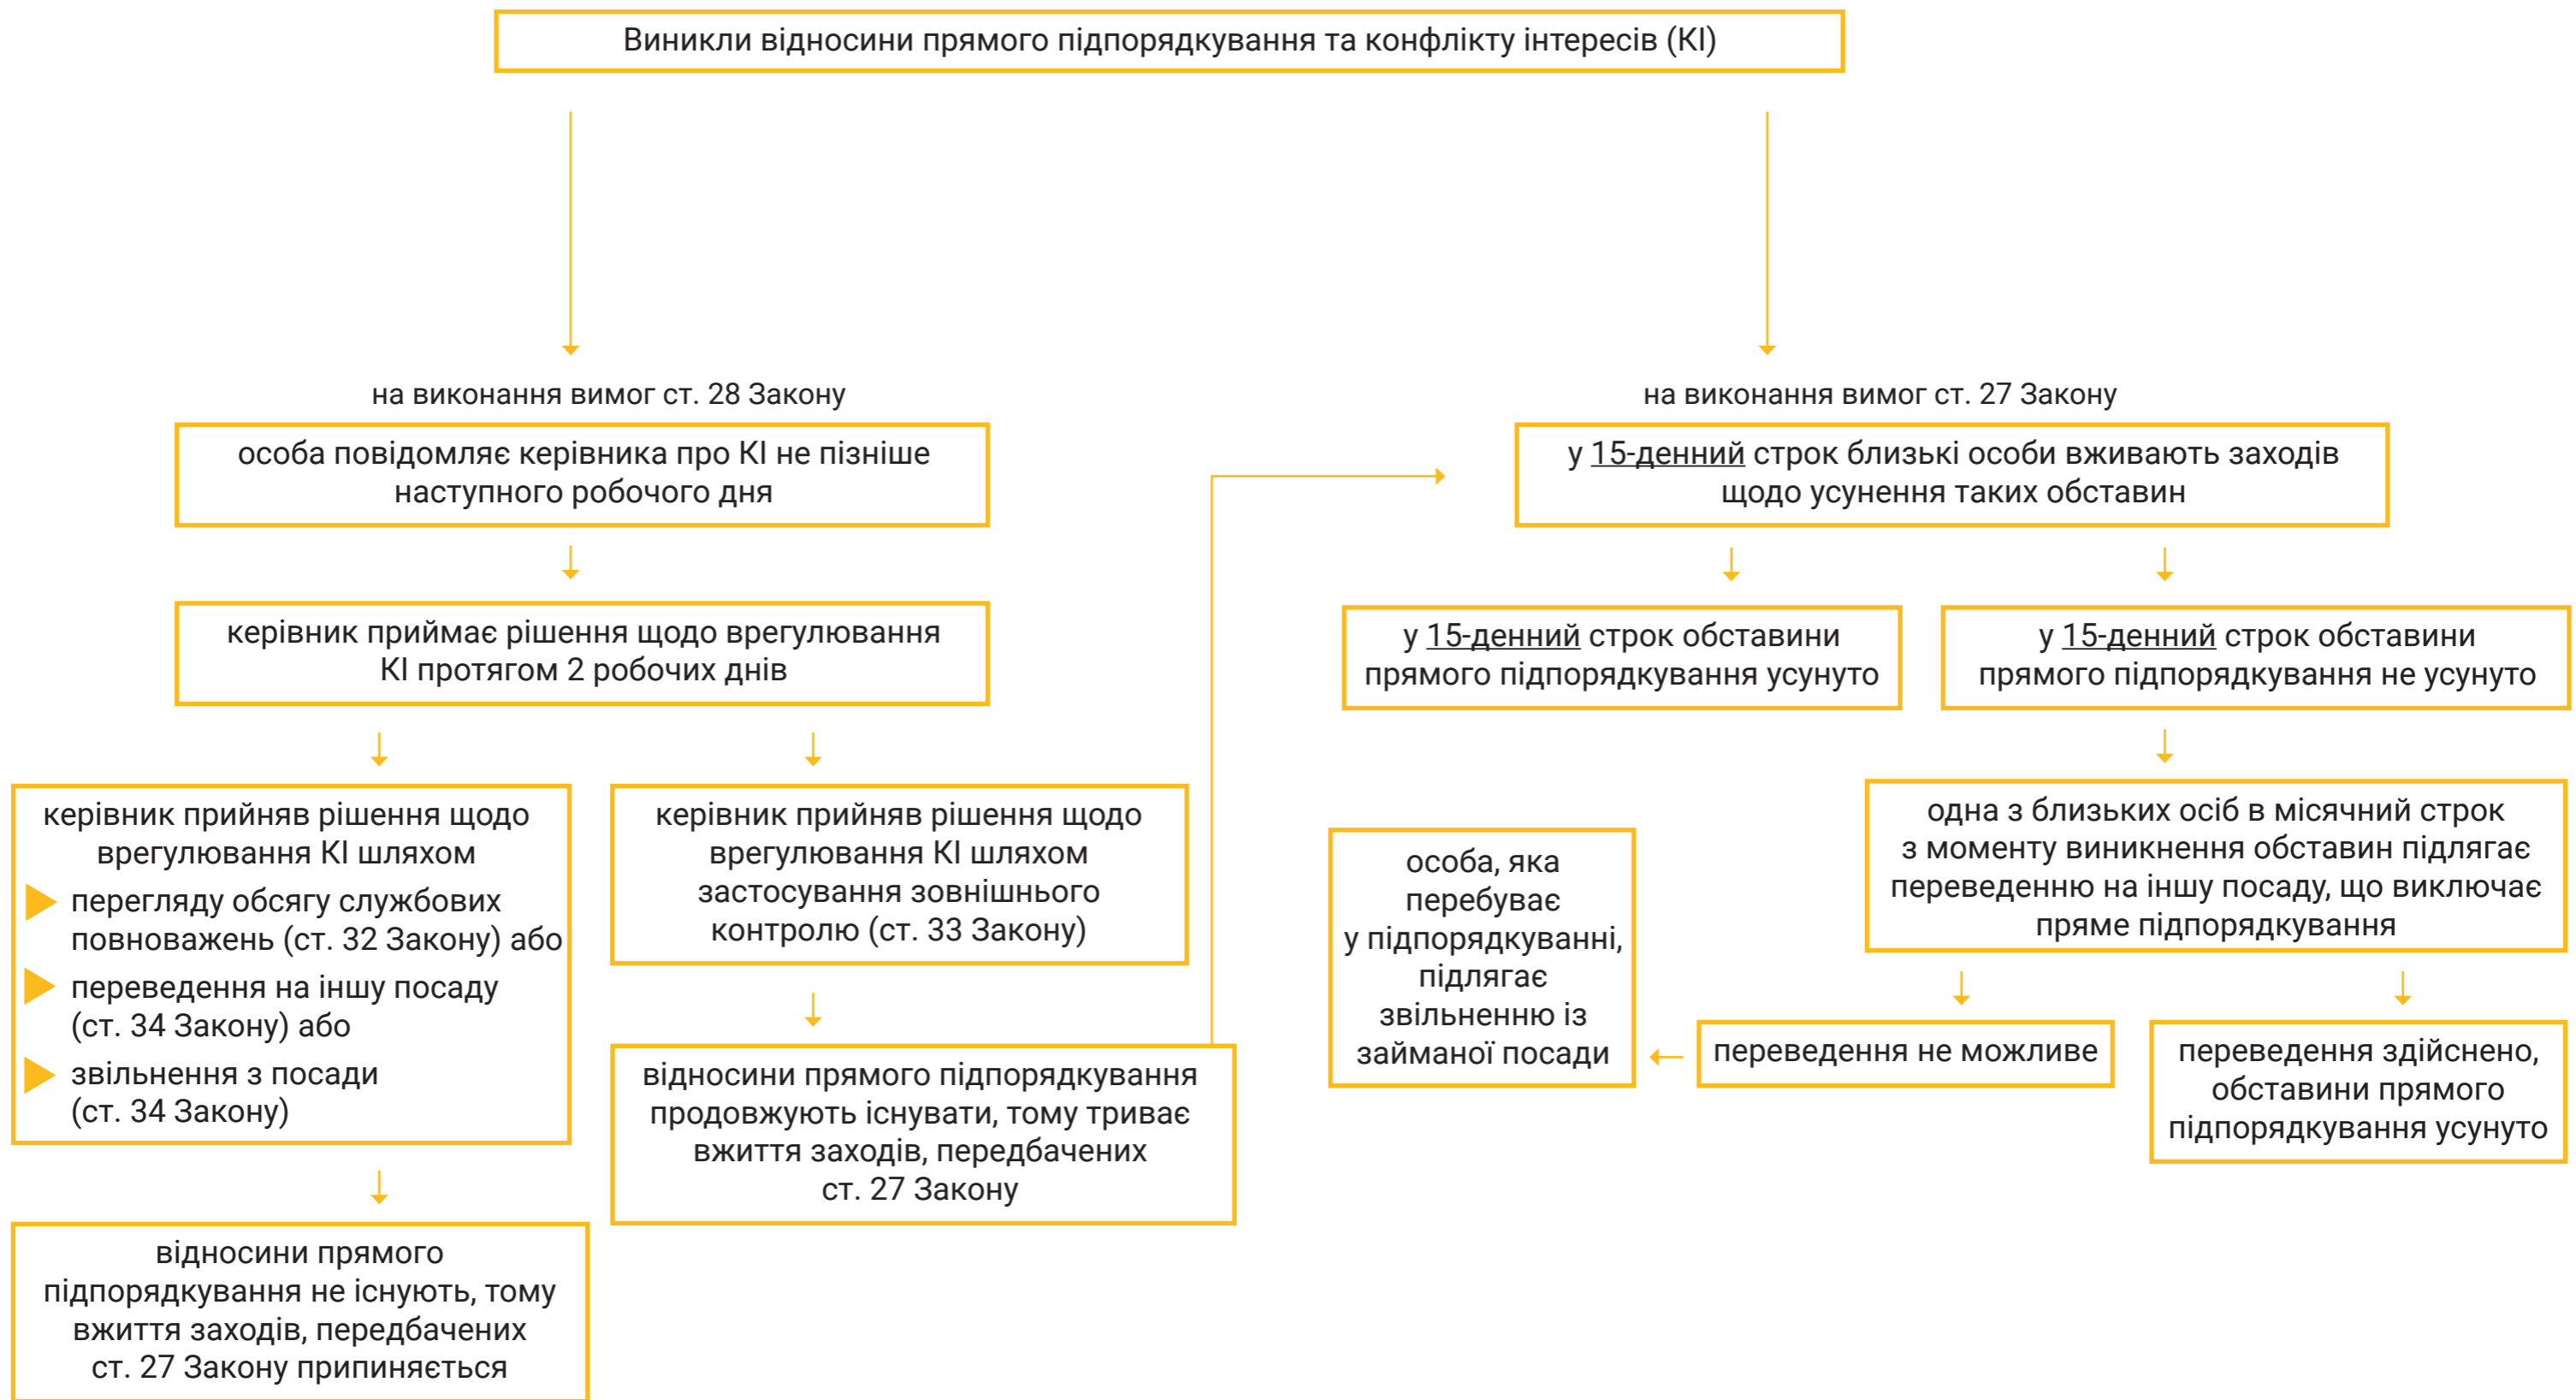 Виникли відносини прямого підпорядкування та конфлікту інтересів (КІ)
на виконання вимог ст. 28 Закону
особа повідомляє керівника про КІ не пізніше
наступного робочого дня
керівник приймає рішення щодо врегулювання
КІ протягом 2 робочих днів
керівник прийняв рішення щодо
врегулювання КІ шляхом
перегляду обсягу службових
повноважень (ст. 32 Закону) або
переведення на іншу посаду
(ст. 34 Закону) або
звільнення з посади
(ст. 34 Закону)
відносини прямого
підпорядкування не існують, тому
вжиття заходів, передбачених
ст. 27 Закону припиняється
керівник прийняв рішення щодо
врегулювання КІ шляхом
застосування зовнішнього
контролю (ст. 33 Закону)
відносини прямого підпорядкування
продовжують існувати, тому триває
вжиття заходів, передбачених
ст. 27 Закону
на виконання вимог ст. 27 Закону
у 15-денний строк близькі особи вживають заходів
щодо усунення таких обставин
у 15-денний строк обставини
прямого підпорядкування усунуто
у 15-денний строк обставини
прямого підпорядкування не усунуто
одна з близьких осіб в місячний строк
з моменту виникнення обставин підлягає
переведенню на іншу посаду, що виключає
пряме підпорядкування
переведення не можливе
особа, яка
перебуває
у підпорядкуванні,
підлягає
звільненню із
займаної посади
переведення здійснено,
обставини прямого
підпорядкування усунуто